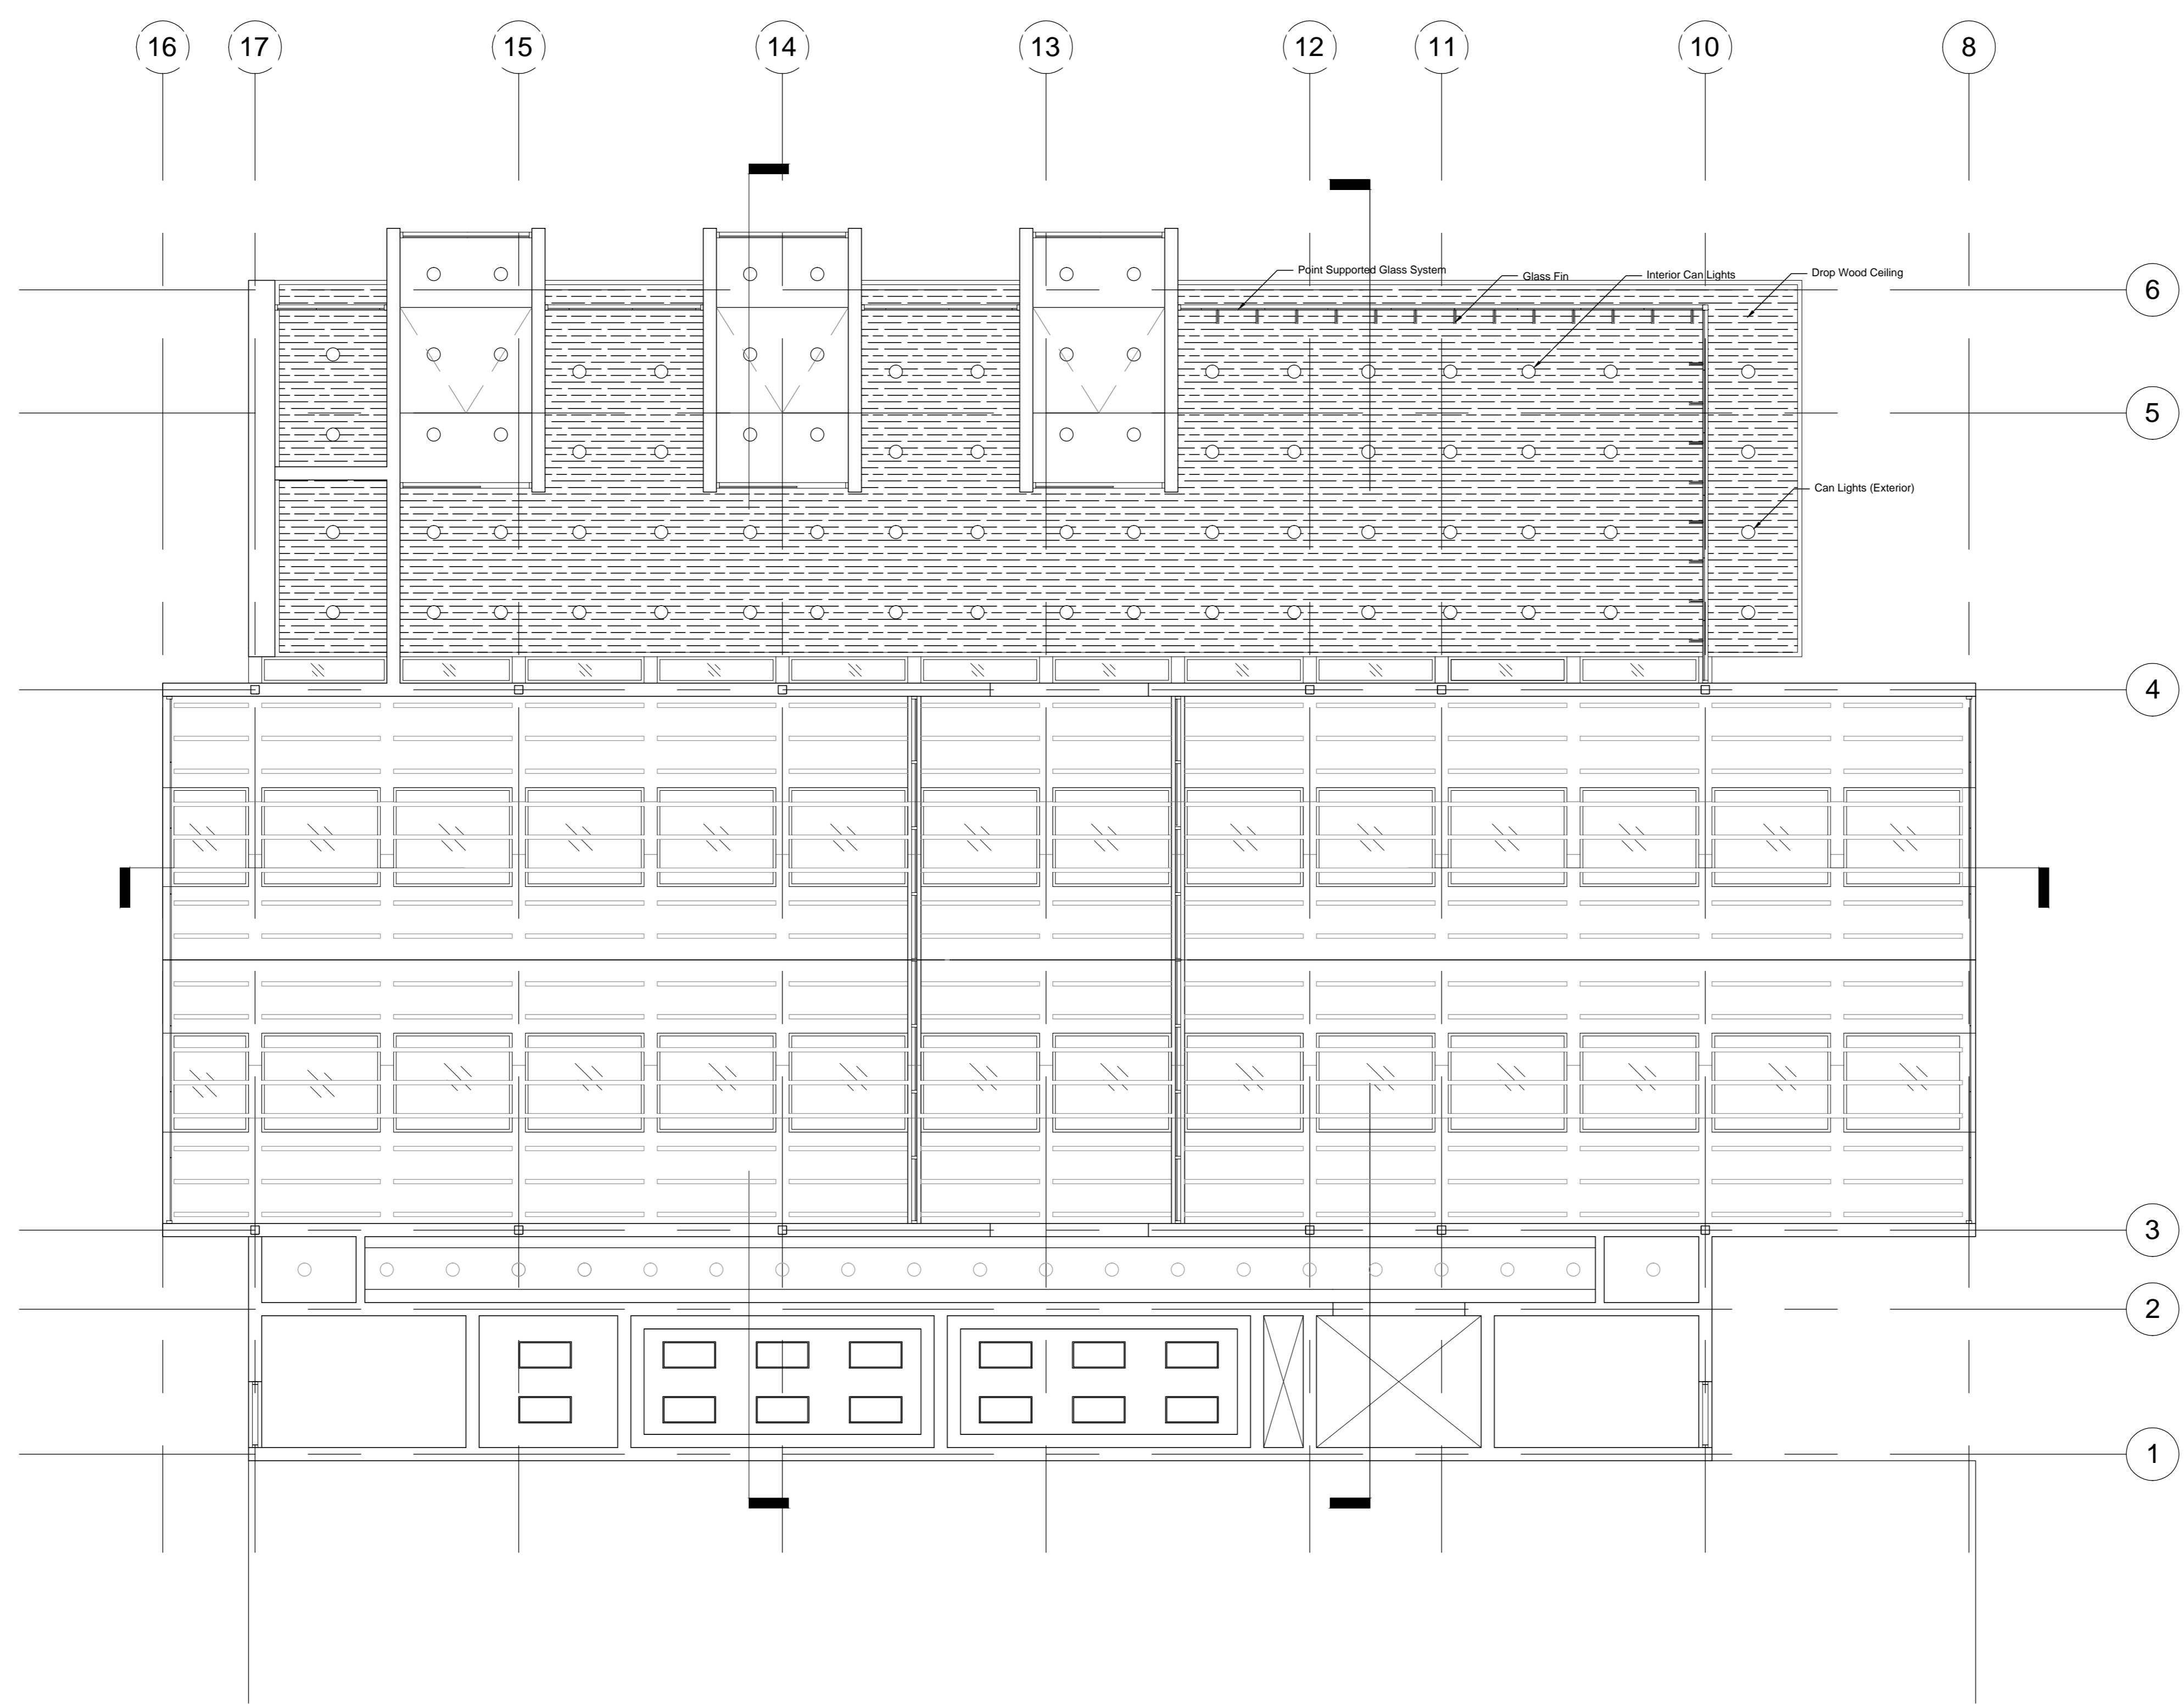 16 17 15 14 13 12 11 10 8
Point Supported Glass System
Glass Fin
Interior Can Lights
Drop Wood Ceiling
6
5
Can Lights (Exterior)
4
3
2
1